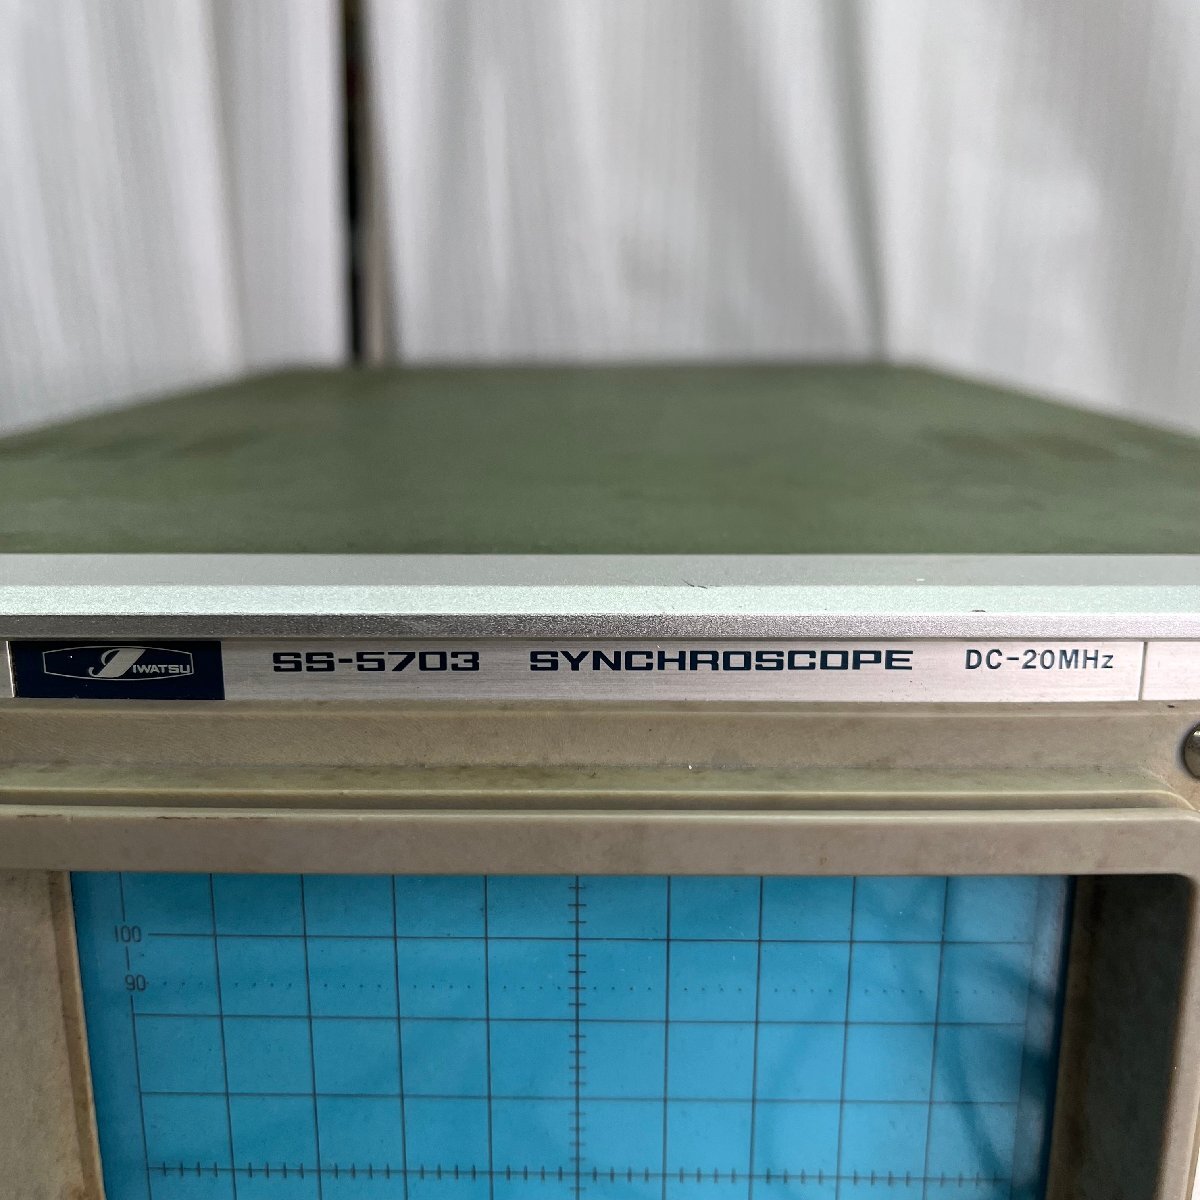 IWATSU SS-5703 SYNCHROSCOPE DC-20MHz
100
90